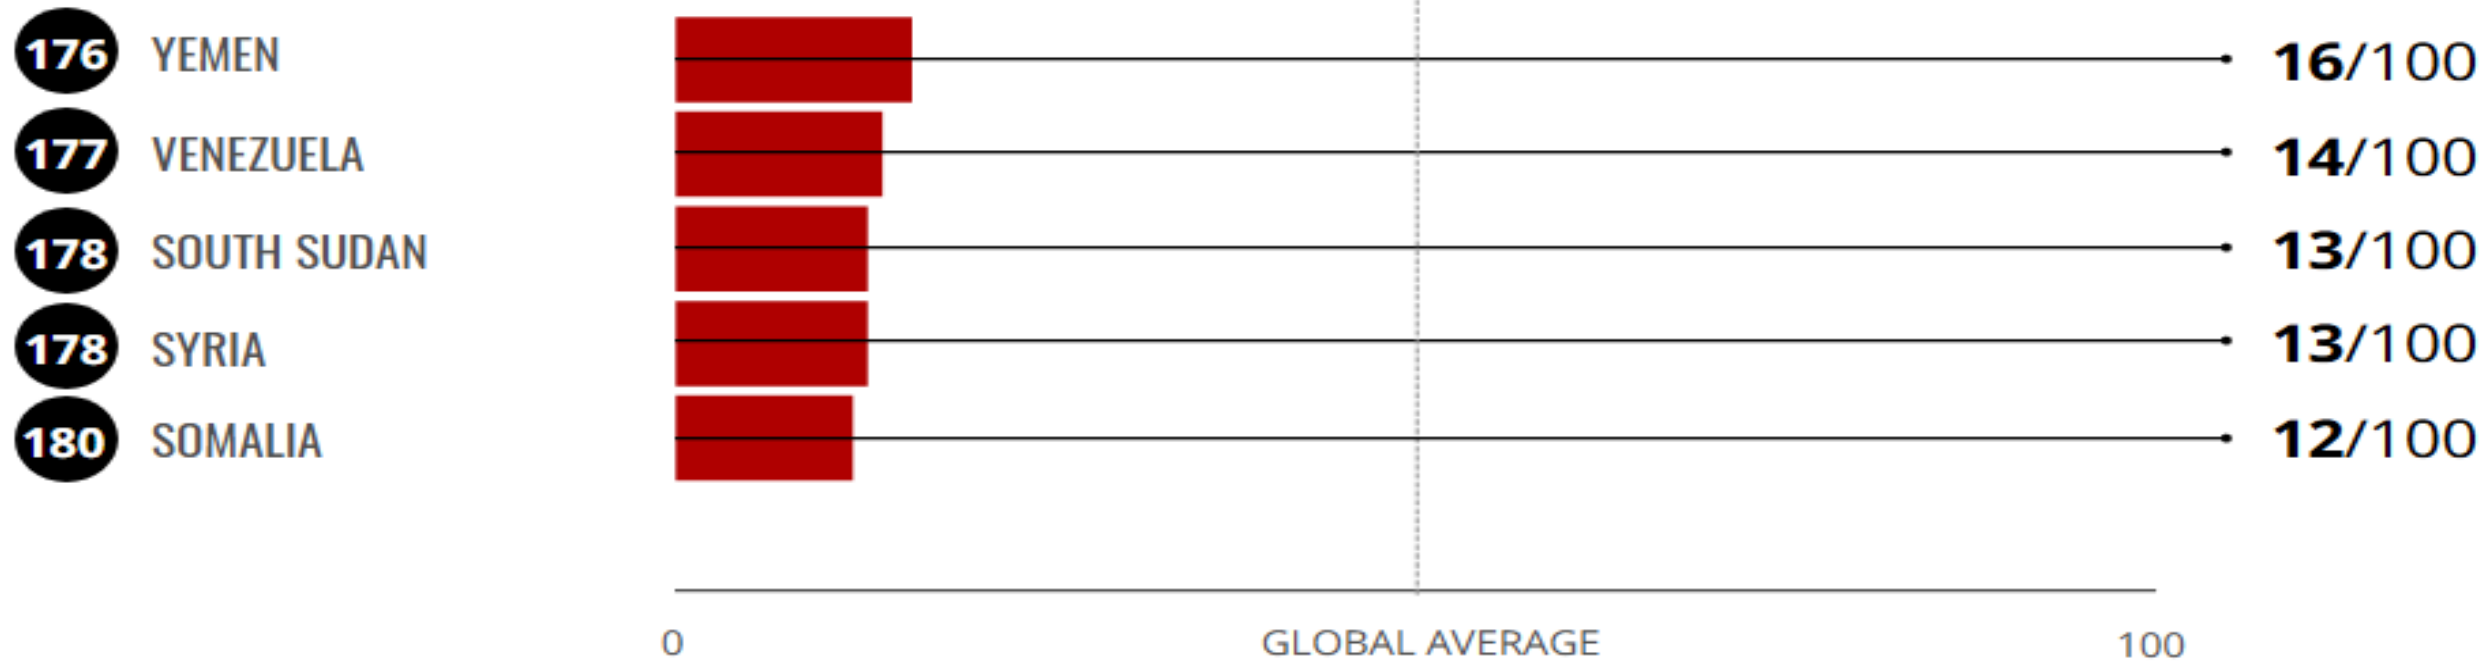 176 YEMEN 16/100
177 VENEZUELA 14/100
178 SOUTH SUDAN 13/100
178 SYRIA 13/100
180 SOMALIA 12/100
0 GLOBAL AVERAGE 100